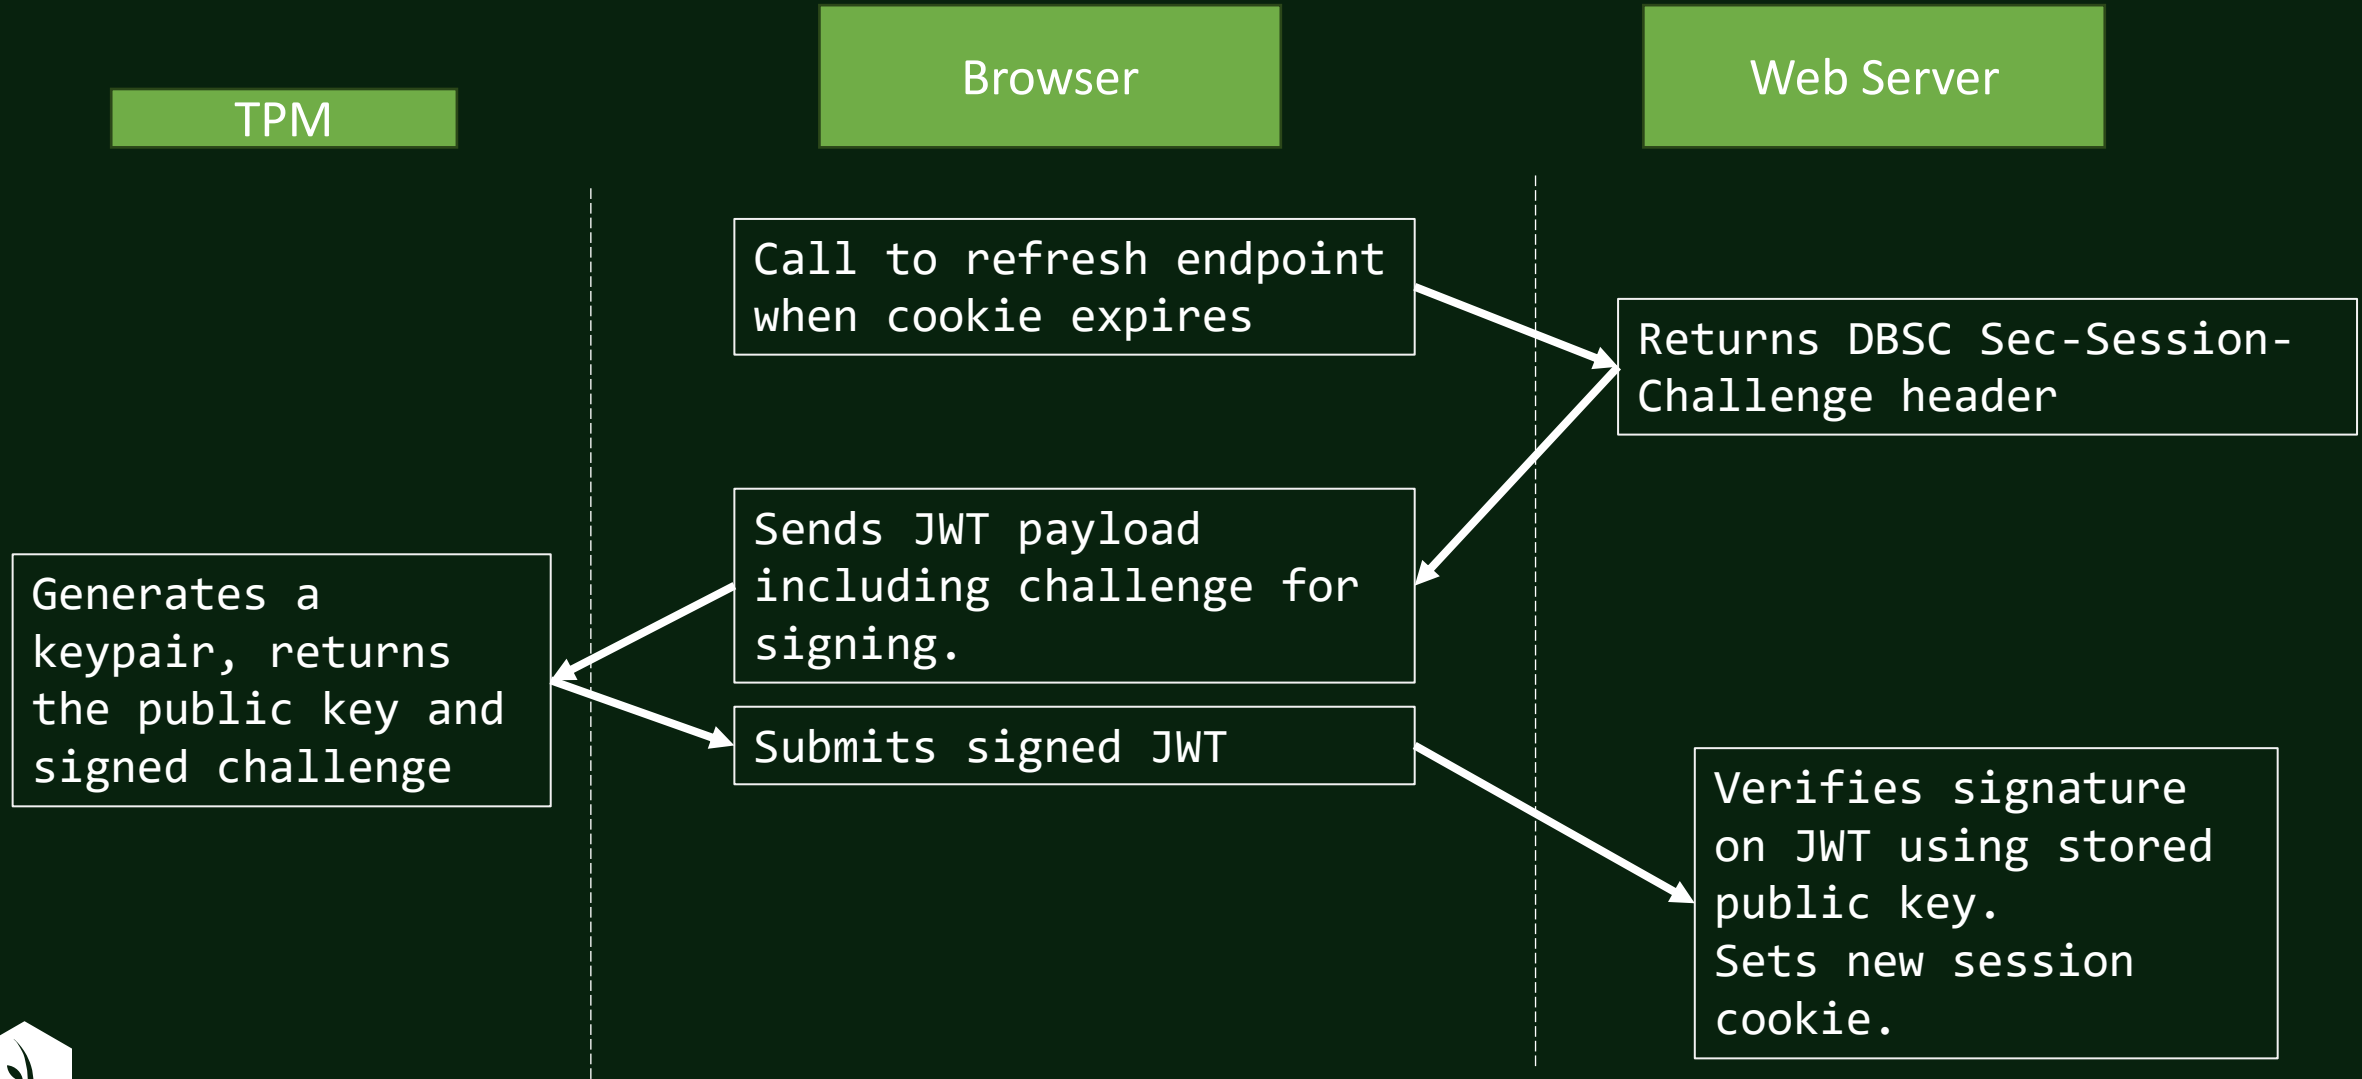 TPM
Browser
Web Server
Call to refresh endpoint
when cookie expires
Returns DBSC Sec-Session-
Challenge header
Sends JWT payload
including challenge for
signing.
Generates a
keypair, returns
the public key and
signed challenge
Submits signed JWT
Verifies signature
on JWT using stored
public key.
Sets new session
cookie.